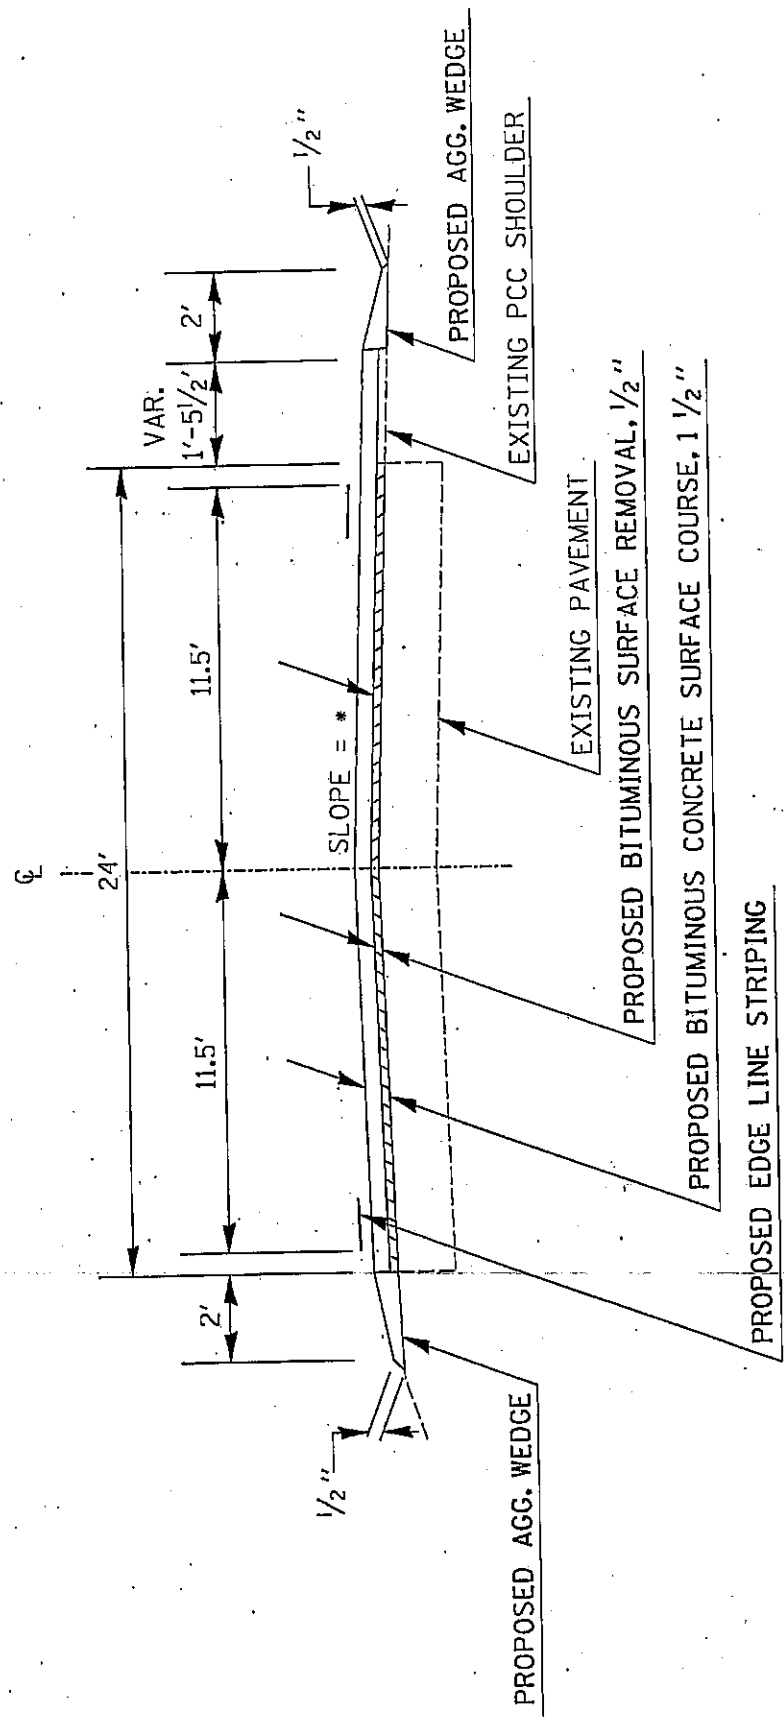 ℄
24'
11.5'
11.5'
VAR.
1'-5½'
2'
2'
½"
½"
SLOPE = *
PROPOSED AGG. WEDGE
EXISTING PCC SHOULDER
EXISTING PAVEMENT
PROPOSED BITUMINOUS SURFACE REMOVAL, ½"
PROPOSED BITUMINOUS CONCRETE SURFACE COURSE, 1 ½"
PROPOSED EDGE LINE STRIPING
PROPOSED AGG. WEDGE